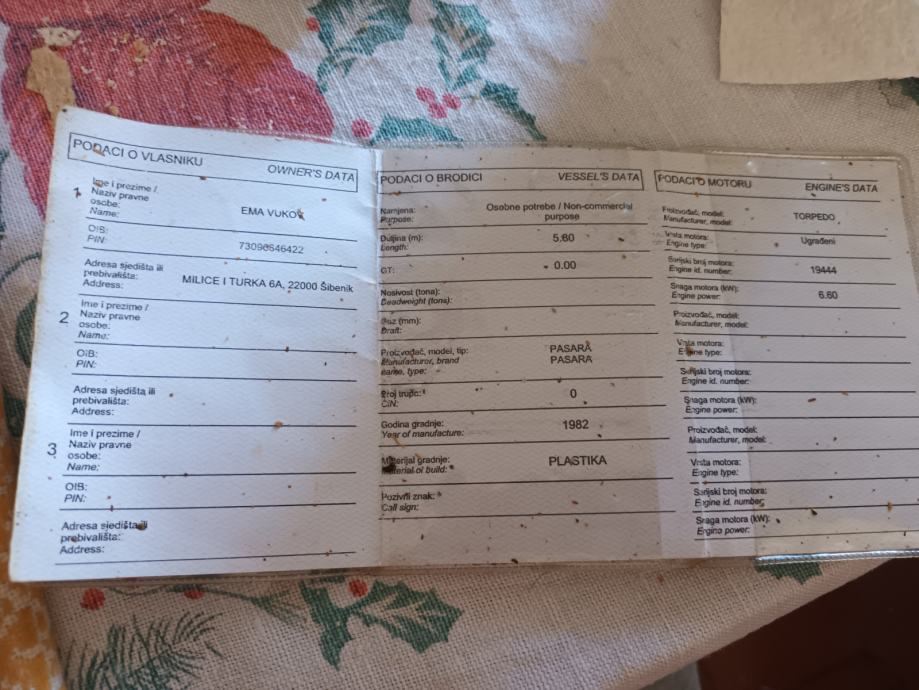 PODACI O VLASNIKU OWNER'S DATA
1 Ime i prezime /
Naziv pravne
osobe:
Name: EMA VUKOV
OIB:
PIN: 73096546422
Adresa sjedišta ili
prebivališta:
Address: MILICE I TURKA 6A, 22000 Šibenik
2 Ime i prezime /
Naziv pravne
osobe:
Name:
OIB:
PIN:
Adresa sjedišta ili
prebivališta:
Address:
3 Ime i prezime /
Naziv pravne
osobe:
Name:
OIB:
PIN:
Adresa sjedišta ili
prebivališta:
Address:
PODACI O BRODICI VESSEL'S DATA
Namjena: Osobne potrebe / Non-commercial
Purpose: purpose
Duljina (m):
Length: 5.60
GT: 0.00
Nosivost (tona):
Deadweight (tons):
Gaz (mm):
Draft:
Proizvođač, model, tip: PASARA
Manufacturer, brand PASARA
name, type:
Broj trupa: 0
CIN:
Godina gradnje: 1982
Year of manufacture:
Materijal gradnje: PLASTIKA
Material of build:
Pozivni znak:
Call sign:
PODACI O MOTORU ENGINE'S DATA
Proizvođač, model: TORPEDO
Manufacturer, model:
Vrsta motora: Ugrađeni
Engine type:
Serijski broj motora: 19444
Engine id. number:
Snaga motora (kW): 6.60
Engine power:
Proizvođač, model:
Manufacturer, model:
Vrsta motora:
Engine type:
Serijski broj motora:
Engine id. number:
Snaga motora (kW):
Engine power:
Proizvođač, model:
Manufacturer, model:
Vrsta motora:
Engine type:
Serijski broj motora:
Engine id. number:
Snaga motora (kW):
Engine power: